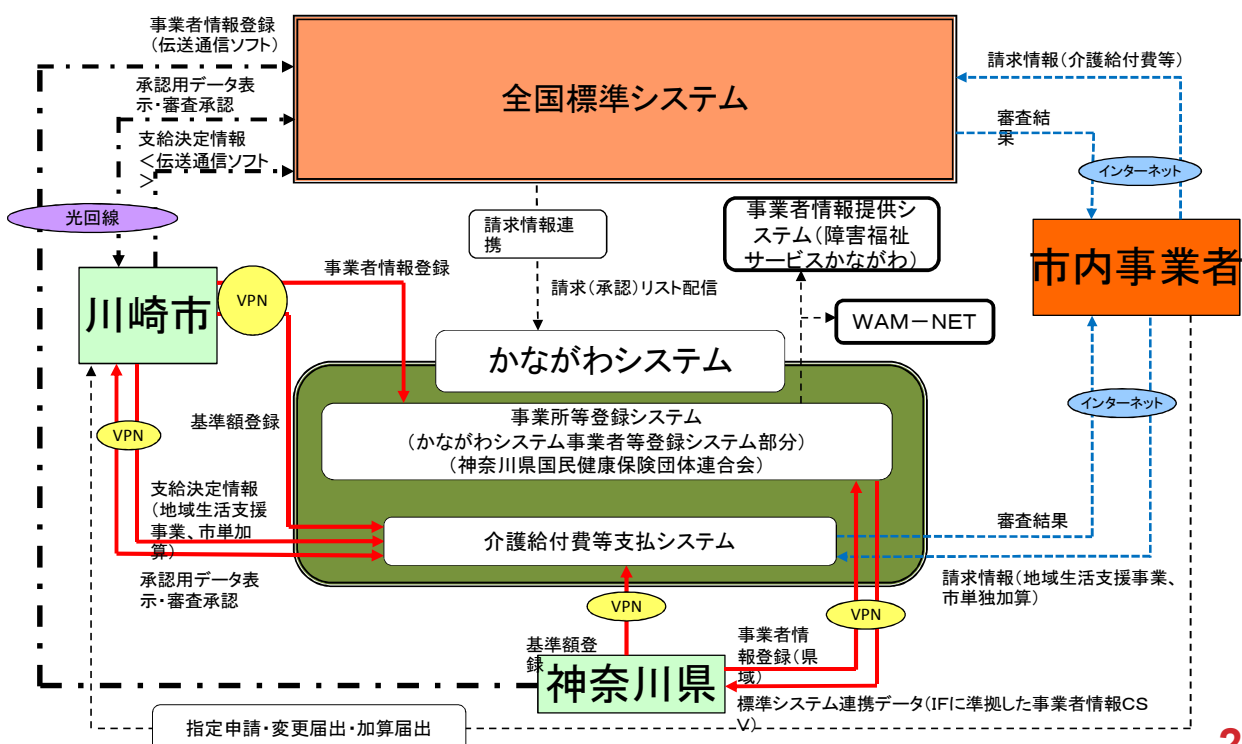 事業者情報登録
(伝送通信ソフト)
承認用データ表
示・審査承認
支給決定情報
＜伝送通信ソフト
＞
光回線
全国標準システム
請求情報(介護給付費等)
審査結
果
インターネット
請求情報連
携
事業者情報提供シ
ステム(障害福祉
サービスかながわ)
市内事業者
川崎市
VPN
事業者情報登録
請求(承認)リスト配信
WAM－NET
かながわシステム
基準額登録
VPN
インターネット
事業所等登録システム
(かながわシステム事業者等登録システム部分)
(神奈川県国民健康保険団体連合会)
支給決定情報
(地域生活支援
事業、市単加
算)
承認用データ表
示・審査承認
介護給付費等支払システム
審査結果
請求情報(地域生活支援事業、
市単独加算)
VPN
VPN
基準額登
録
神奈川県
事業者情
報登録(県
域)
標準システム連携データ(IFに準拠した事業者情報CS
V)
指定申請・変更届出・加算届出
2